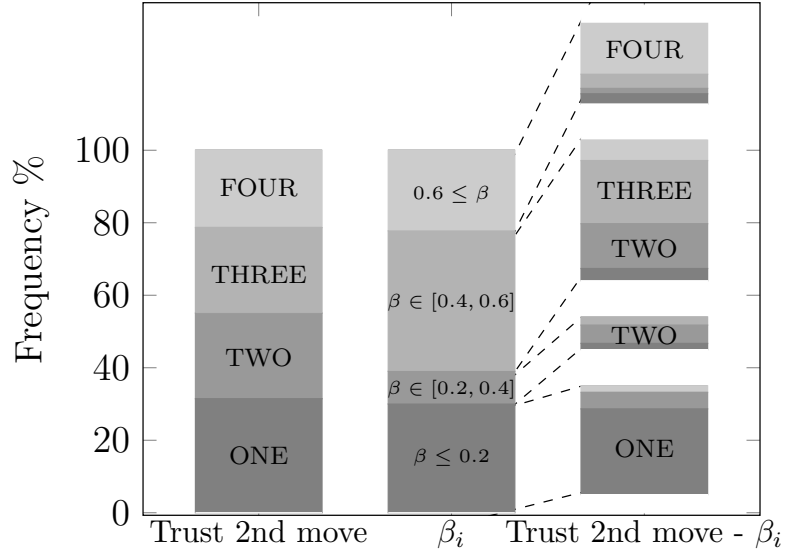 FOUR
100
FOUR
0.6 ≤ β
80
THREE
THREE
TWO
60
β ∈ [0.4, 0.6]
Frequency %
TWO
TWO
40
β ∈ [0.2, 0.4]
20
ONE
β ≤ 0.2
ONE
0
Trust 2nd move
βᵢ
Trust 2nd move - βᵢ